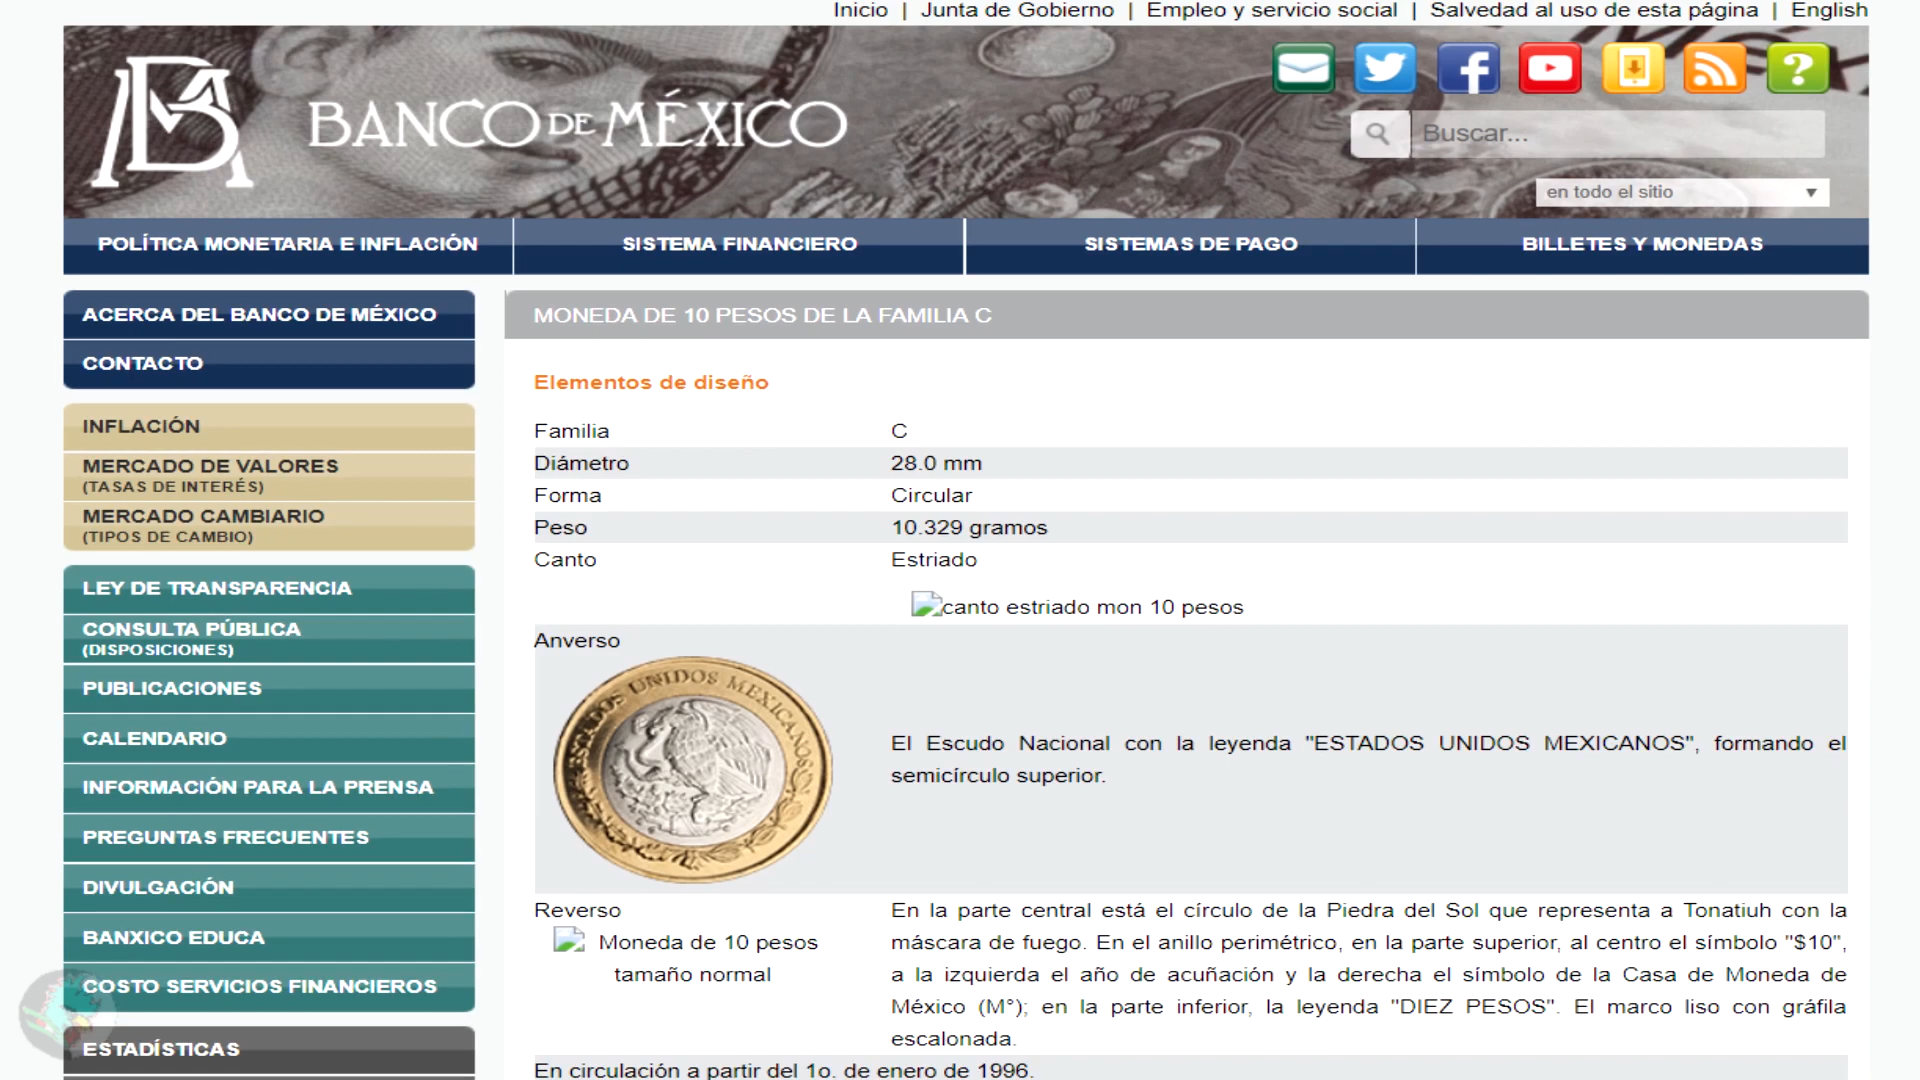 Inicio | Junta de Gobierno | Empleo y servicio social | Salvedad al uso de esta página | English
BANCO DE MÉXICO
Buscar...
en todo el sitio
POLÍTICA MONETARIA E INFLACIÓN
SISTEMA FINANCIERO
SISTEMAS DE PAGO
BILLETES Y MONEDAS
ACERCA DEL BANCO DE MÉXICO
CONTACTO
INFLACIÓN
MERCADO DE VALORES
(TASAS DE INTERÉS)
MERCADO CAMBIARIO
(TIPOS DE CAMBIO)
LEY DE TRANSPARENCIA
CONSULTA PÚBLICA
(DISPOSICIONES)
PUBLICACIONES
CALENDARIO
INFORMACIÓN PARA LA PRENSA
PREGUNTAS FRECUENTES
DIVULGACIÓN
BANXICO EDUCA
COSTO SERVICIOS FINANCIEROS
ESTADÍSTICAS
MONEDA DE 10 PESOS DE LA FAMILIA C
Elementos de diseño
Familia C
Diámetro 28.0 mm
Forma Circular
Peso 10.329 gramos
Canto Estriado
canto estriado mon 10 pesos
Anverso
ESTADOS UNIDOS MEXICANOS
El Escudo Nacional con la leyenda "ESTADOS UNIDOS MEXICANOS", formando el
semicírculo superior.
Reverso
Moneda de 10 pesos
tamaño normal
En la parte central está el círculo de la Piedra del Sol que representa a Tonatiuh con la
máscara de fuego. En el anillo perimétrico, en la parte superior, al centro el símbolo "$10",
a la izquierda el año de acuñación y la derecha el símbolo de la Casa de Moneda de
México (M°); en la parte inferior, la leyenda "DIEZ PESOS". El marco liso con gráfila
escalonada.
En circulación a partir del 1o. de enero de 1996.